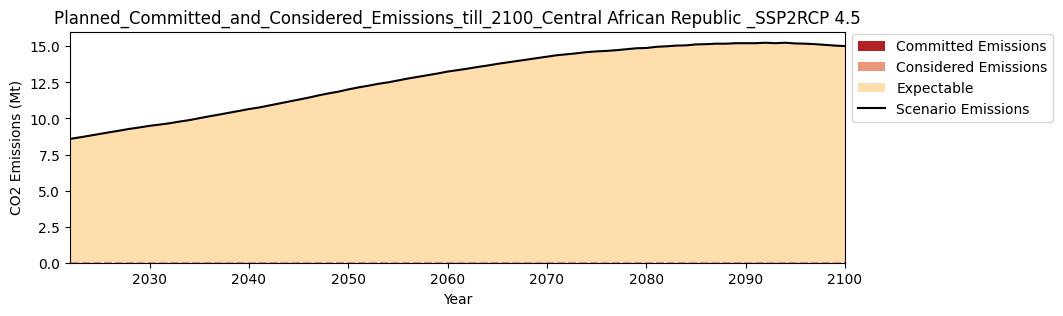 Planned_Committed_and_Considered_Emissions_till_2100_Central African Republic _SSP2RCP 4.5
CO2 Emissions (Mt)
15.0
12.5
10.0
7.5
5.0
2.5
0.0
2030 2040 2050 2060 2070 2080 2090 2100
Year
Committed Emissions
Considered Emissions
Expectable
Scenario Emissions